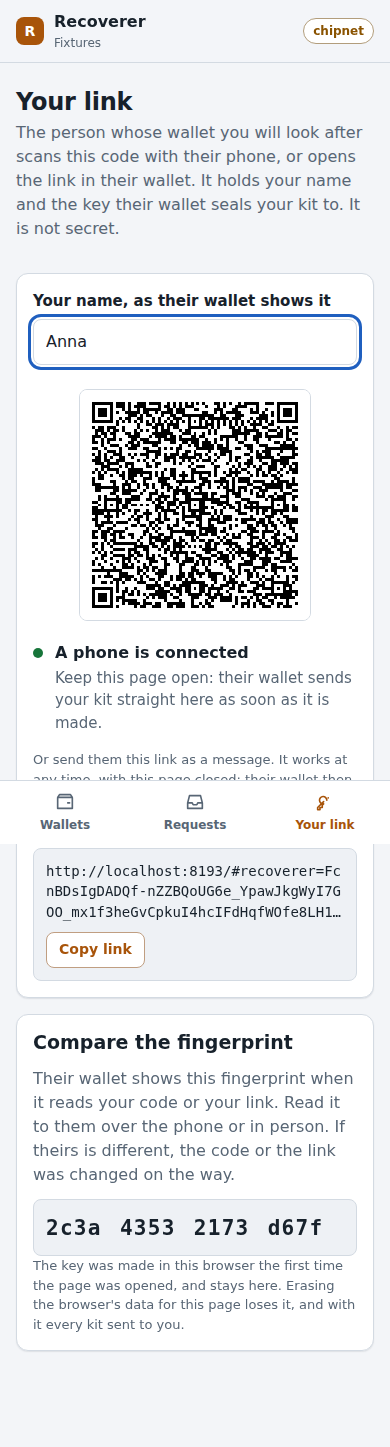 R
Recoverer
Fixtures
chipnet
Your link
The person whose wallet you will look after
scans this code with their phone, or opens
the link in their wallet. It holds your name
and the key their wallet seals your kit to. It
is not secret.
Your name, as their wallet shows it
Anna
A phone is connected
Keep this page open: their wallet sends
your kit straight here as soon as it is
made.
Or send them this link as a message. It works at
any time, with this page closed: their wallet then
Wallets
Requests
Your link
http://localhost:8193/#recoverer=Fc
nBDsIgDADQf-nZZBQoUG6e_YpawJkgWyI7G
OO_mx1f3heGvCpkuI4hcIFdHqfWOfe8LH1…
Copy link
Compare the fingerprint
Their wallet shows this fingerprint when
it reads your code or your link. Read it
to them over the phone or in person. If
theirs is different, the code or the link
was changed on the way.
2c3a 4353 2173 d67f
The key was made in this browser the first time
the page was opened, and stays here. Erasing
the browser's data for this page loses it, and with
it every kit sent to you.